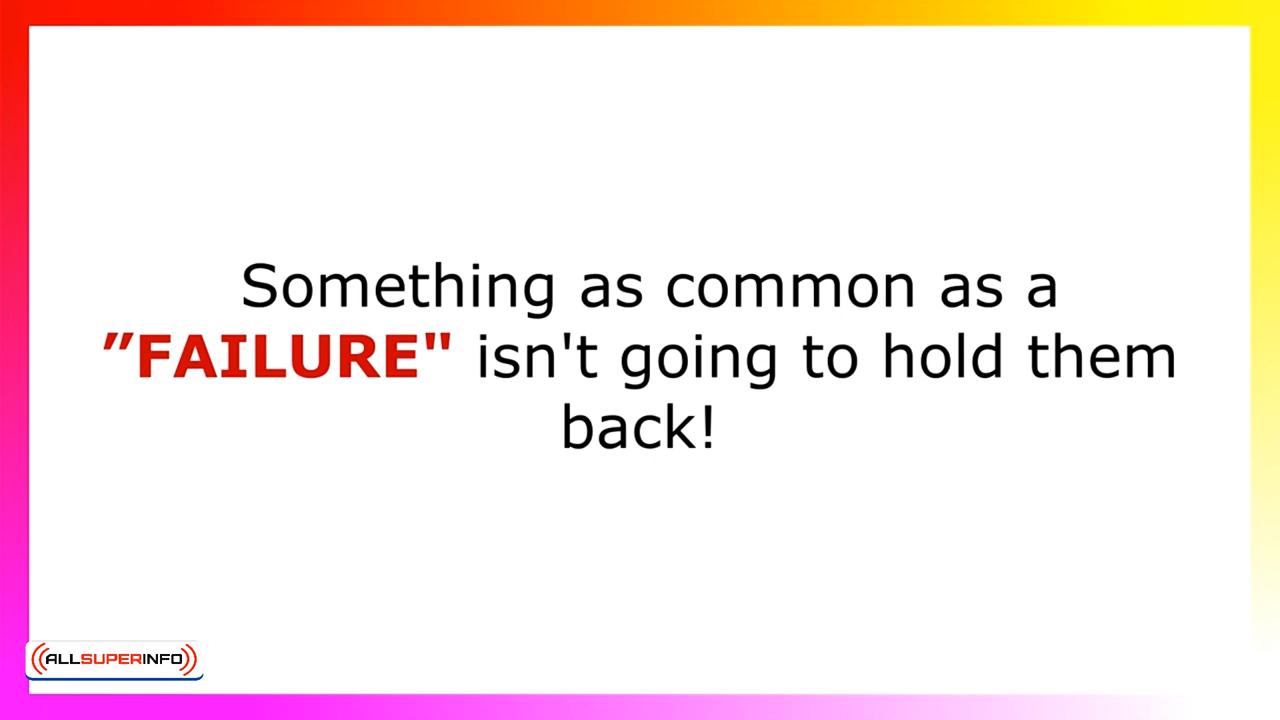 Something as common as a
”FAILURE" isn't going to hold them
back!
ALLSUPERINFO